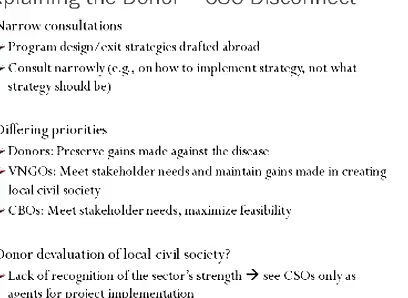 the Donor – CSO Disconnect
Narrow consultations
➢ Program design/exit strategies drafted abroad
➢ Consult narrowly (e.g., on how to implement strategy, not what
strategy should be)
Differing priorities
➢ Donors: Preserve gains made against the disease
➢ VNGOs: Meet stakeholder needs and maintain gains made in creating
local civil society
➢ CBOs: Meet stakeholder needs, maximize feasibility
Donor devaluation of local civil society?
➢ Lack of recognition of the sector's strength → see CSOs only as
agents for project implementation